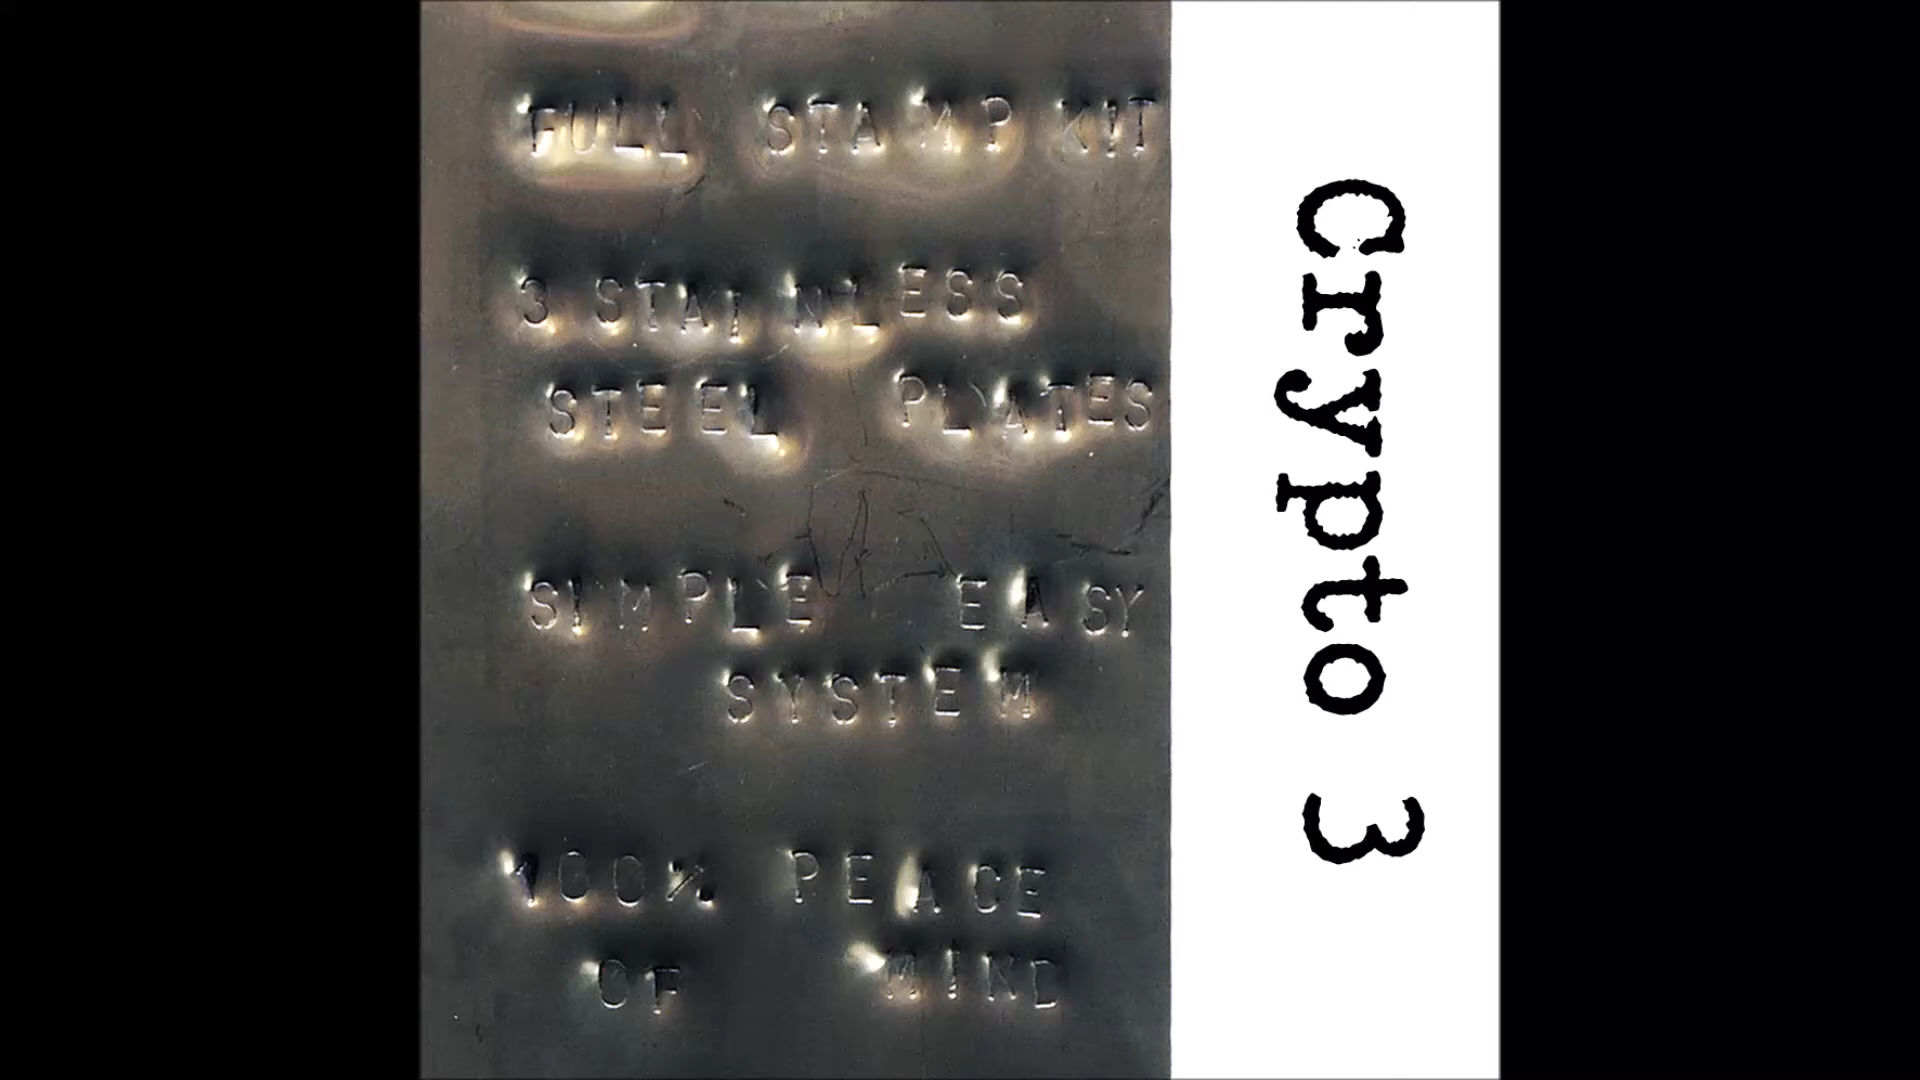 FULL STAMP KIT
3 STAINLESS
STEEL PLATES
SIMPLE EASY
SYSTEM
100% PEACE
OF MIND
Crypto 3